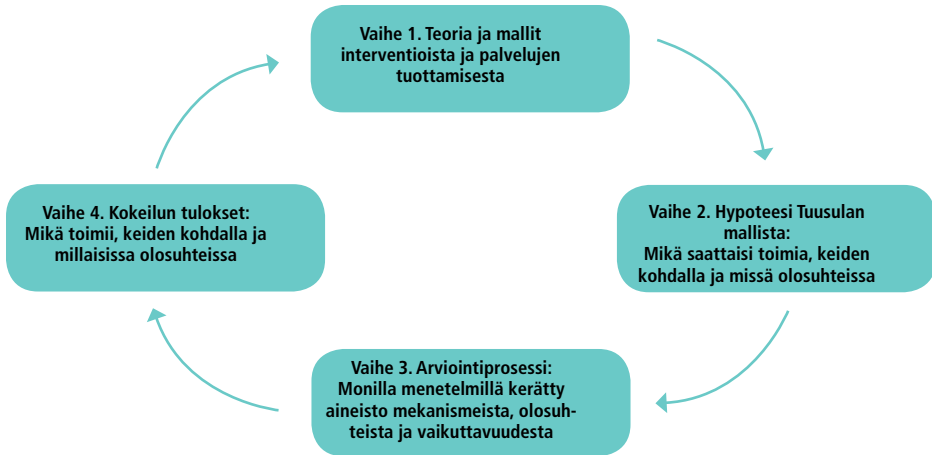 Vaihe 1. Teoria ja mallit
interventioista ja palvelujen
tuottamisesta
Vaihe 2. Hypoteesi Tuusulan
mallista:
Mikä saattaisi toimia, keiden
kohdalla ja missä olosuhteissa
Vaihe 3. Arviointiprosessi:
Monilla menetelmillä kerätty
aineisto mekanismeista, olosuh-
teista ja vaikuttavuudesta
Vaihe 4. Kokeilun tulokset:
Mikä toimii, keiden kohdalla ja
millaisissa olosuhteissa